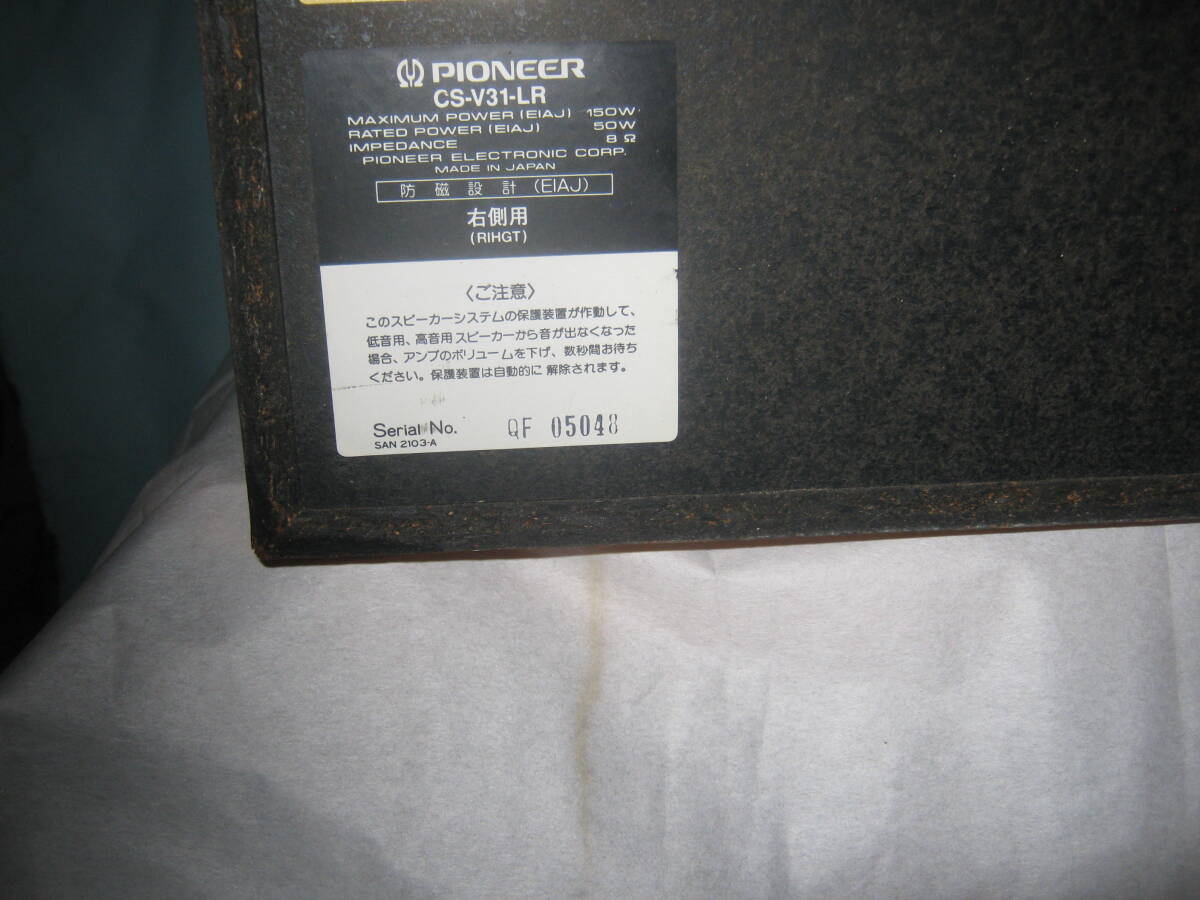 PIONEER
CS-V31-LR
MAXIMUM POWER (EIAJ) 150W
RATED POWER (EIAJ) 50W
IMPEDANCE 8Ω
PIONEER ELECTRONIC CORP.
MADE IN JAPAN
防磁設計 (EIAJ)
右側用
(RIHGT)
〈ご注意〉
このスピーカーシステムの保護装置が作動して、
低音用、高音用スピーカーから音が出なくなった
場合、アンプのボリュームを下げ、数秒間お待ち
ください。保護装置は自動的に解除されます。
Serial No. QF 05048
SAN 2103-A